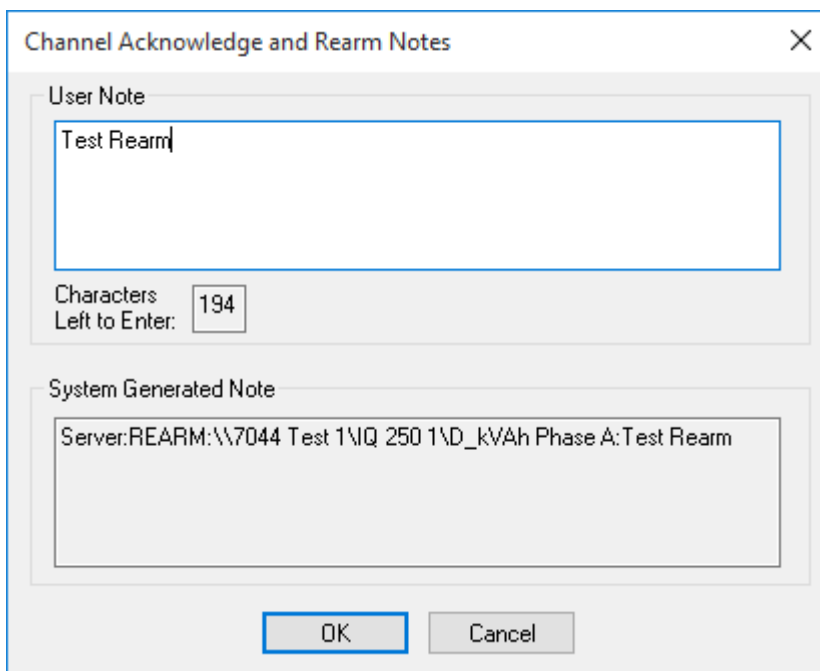 Channel Acknowledge and Rearm Notes
User Note
Test Rearm
Characters
Left to Enter:
194
System Generated Note
Server:REARM:\\7044 Test 1\IQ 250 1\D_kVAh Phase A:Test Rearm
OK
Cancel